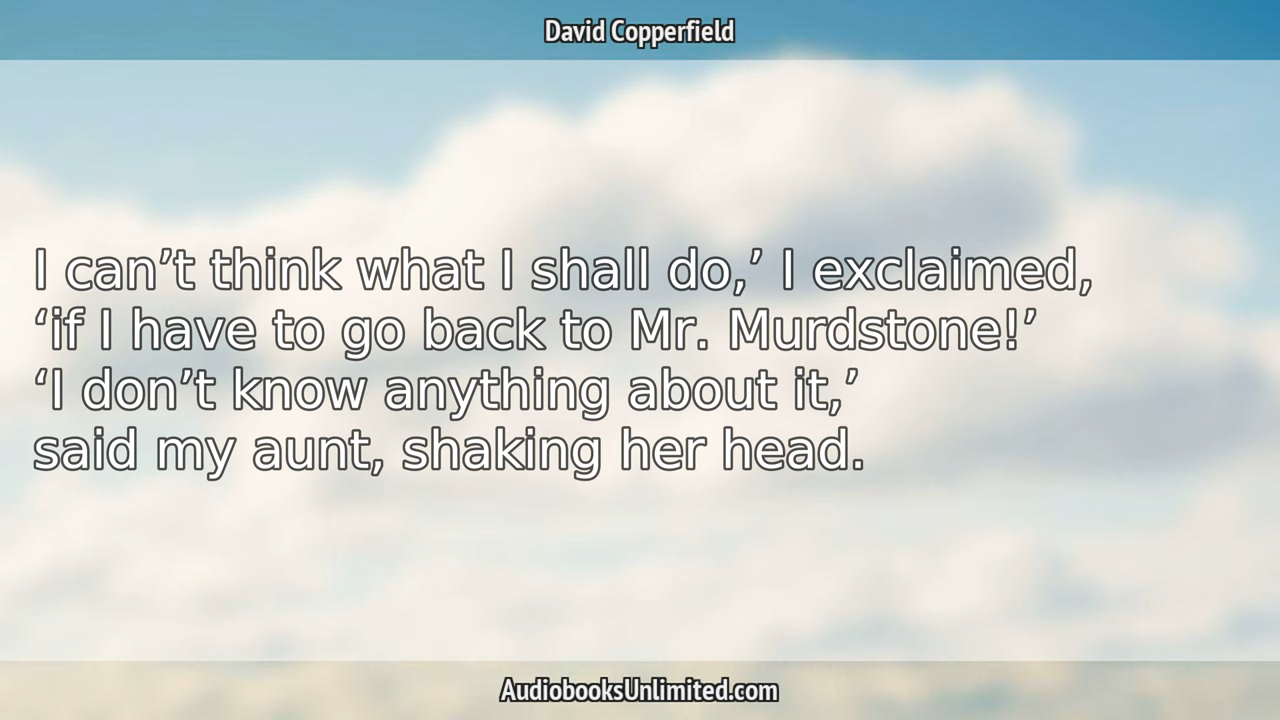 David Copperfield
I can’t think what I shall do,’ I exclaimed,
‘if I have to go back to Mr. Murdstone!’
‘I don’t know anything about it,’
said my aunt, shaking her head.
AudiobooksUnlimited.com